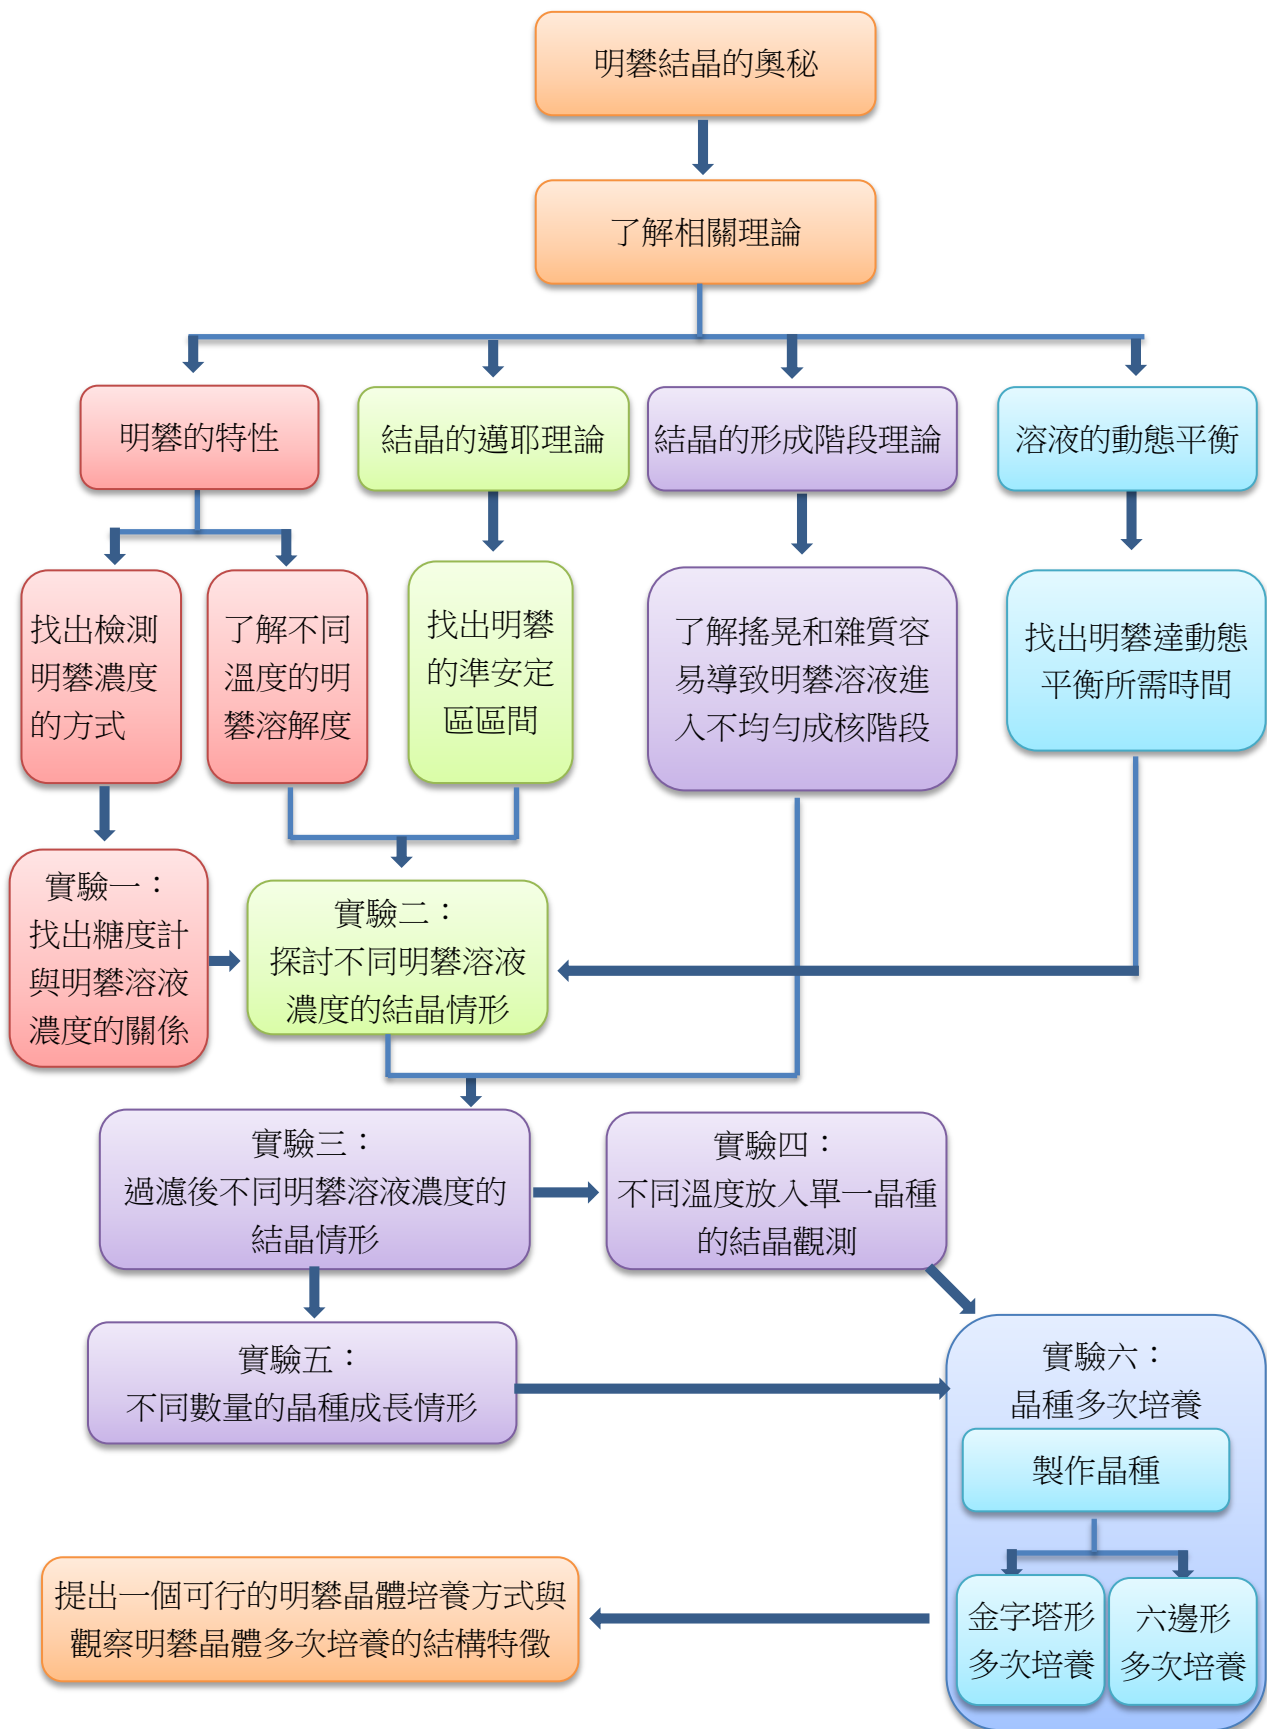 明礬結晶的奧秘
了解相關理論
明礬的特性
結晶的邁耶理論
結晶的形成階段理論
溶液的動態平衡
找出檢測
明礬濃度
的方式
了解不同
溫度的明
礬溶解度
找出明礬
的準安定
區區間
了解搖晃和雜質容
易導致明礬溶液進
入不均勻成核階段
找出明礬達動態
平衡所需時間
實驗一：
找出糖度計
與明礬溶液
濃度的關係
實驗二：
探討不同明礬溶液
濃度的結晶情形
實驗三：
過濾後不同明礬溶液濃度的
結晶情形
實驗四：
不同溫度放入單一晶種
的結晶觀測
實驗五：
不同數量的晶種成長情形
實驗六：
晶種多次培養
製作晶種
金字塔形
多次培養
六邊形
多次培養
提出一個可行的明礬晶體培養方式與
觀察明礬晶體多次培養的結構特徵